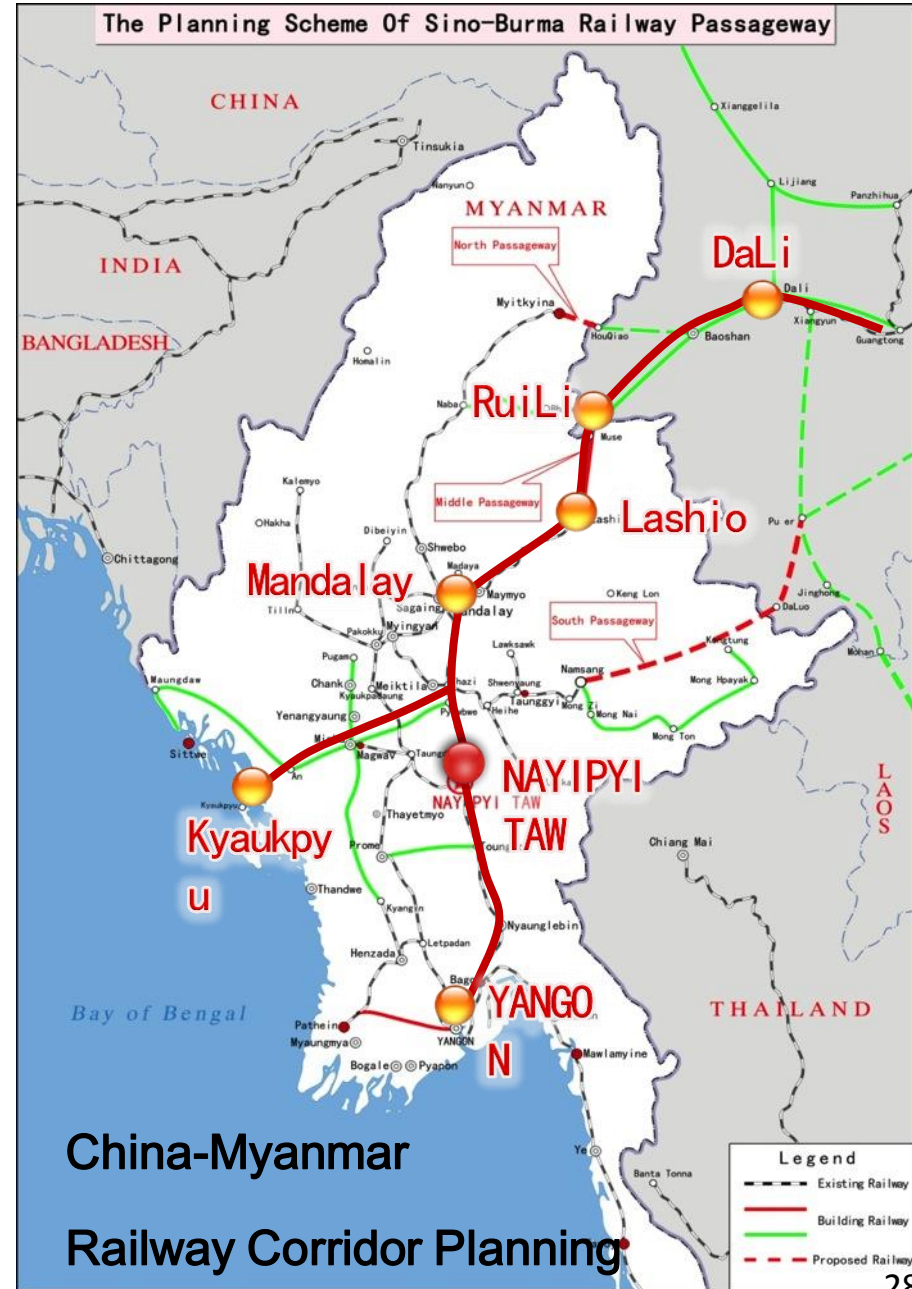 The Planning Scheme Of Sino-Burma Railway Passageway
CHINA
Xianggelila
Tinsukia
Nanyun
Lijiang
Panzhihua
MYANMAR
North Passageway
INDIA
DaLi
Dali
Myitkyina
HouQiao
Xiangyun
Baoshan
Guangtong
BANGLADESH
Homalin
Naba
RuiLi
Muse
Kalemyo
Middle Passageway
Hakha
Lashio
Pu er
Dibeiyin
Shwebo
Chittagong
Madaya
Mandalay
Maymyo
Keng Lon
Jinghong
Sagaing
Tilln
DaLuo
Myingyan
South Passageway
Pakokku
Lawksawk
Kengtung
Mohan
Pugam
Namsang
Maungdaw
Chank
Meiktila
Shwenyaung
Mong Hpayak
Kyaukpadaung
Taunggyi
Mong Zi
Yenangyaung
Heihe
Mong Nai
Mong Ton
Sittwe
Magway
An
NAYIPYI
TAW
NAYIPYI TAW
LAOS
Kyaukpyu
Thayetmyo
Kyaukpy
u
Prome
Chiang Mai
Thandwe
Kyangin
Nyaunglebin
Letpadan
Henzada
Bago
YANGO
N
Bay of Bengal
THAILAND
Pathein
YANGON
Myaungmya
Mawlamyine
Bogale
Pyapon
China-Myanmar
Ye
Legend
Banta Tonna
Existing Railway
Building Railway
Railway Corridor Planning
Proposed Railway
28